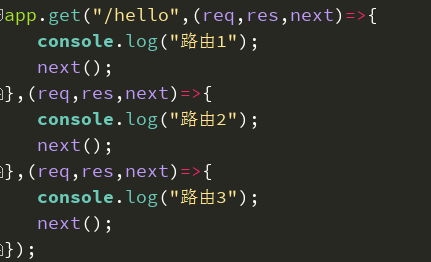 app.get("/hello",(req,res,next)=>{
    console.log("路由1");
    next();
},(req,res,next)=>{
    console.log("路由2");
    next();
},(req,res,next)=>{
    console.log("路由3");
    next();
});